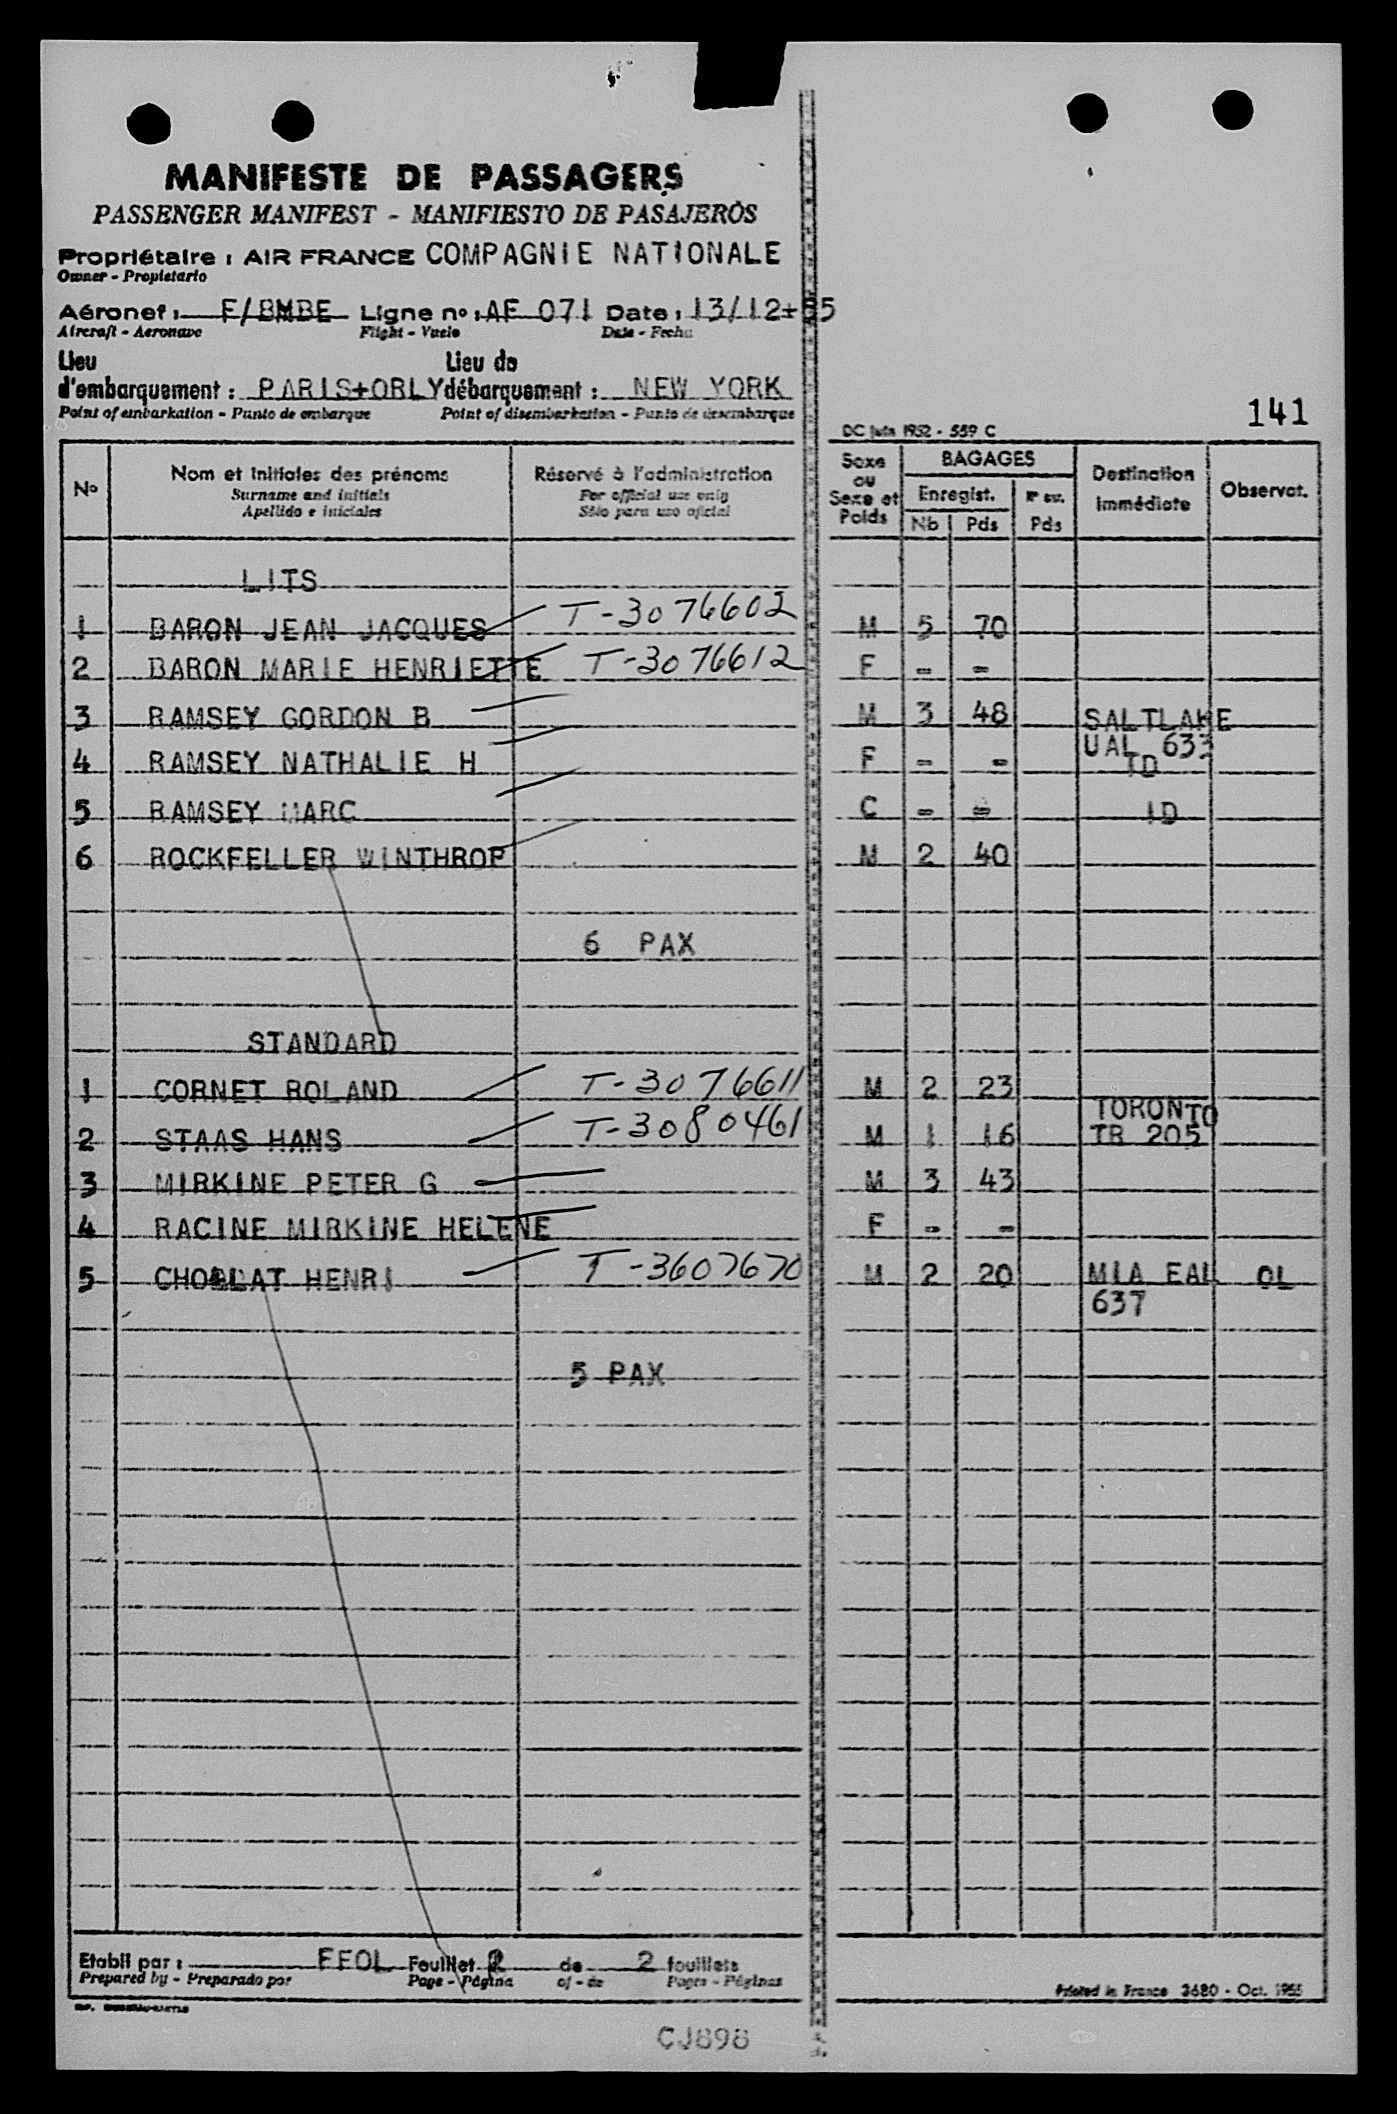 MANIFESTE DE PASSAGERS
PASSENGER MANIFEST - MANIFIESTO DE PASAJEROS
Propriétaire : AIR FRANCE COMPAGNIE NATIONALE
Owner - Propietario
Aéronef : F/BMBE Ligne no : AF 071 Date : 13/12+55
Aircraft - Aeronave Flight - Vuelo Date - Fecha
Lieu Lieu de
d'embarquement : PARIS+ORLY débarquement : NEW YORK
Point of embarkation - Punto de embarque Point of disembarkation - Punto de desembarque
DC juin 1952 - 559 C 141
No Nom et initiales des prénoms Réservé à l'administration Sexe ou Sexe et Poids BAGAGES Destination immédiate Observat.
Surname and initials For official use only Enregist.
Apellido e iniciales Sólo para uso oficial Nb Pds Pds
LITS
1 BARON JEAN JACQUES T-3076602 M 5 70
2 BARON MARIE HENRIETTE T-3076612 F - -
3 RAMSEY GORDON B M 3 48 SALTLAKE
UAL 633
4 RAMSEY NATHALIE H F - - ID
5 RAMSEY MARC C - - ID
6 ROCKFELLER WINTHROP M 2 40
6 PAX
STANDARD
1 CORNET ROLAND T-3076611 M 2 23
TORONTO
2 STAAS HANS T-3080461 M 1 16 TR 205
3 MIRKINE PETER G M 3 43
4 RACINE MIRKINE HELENE F - -
5 CHOLLAT HENRI T-3607670 M 2 20 MIA EAL OL
637
5 PAX
Etabli par : FFOL Feuillet 2 de 2 feuillets
Prepared by - Preparado por Page - Página of - de Pages - Páginas
Printed in France 3680 - Oct. 1955
CJ898